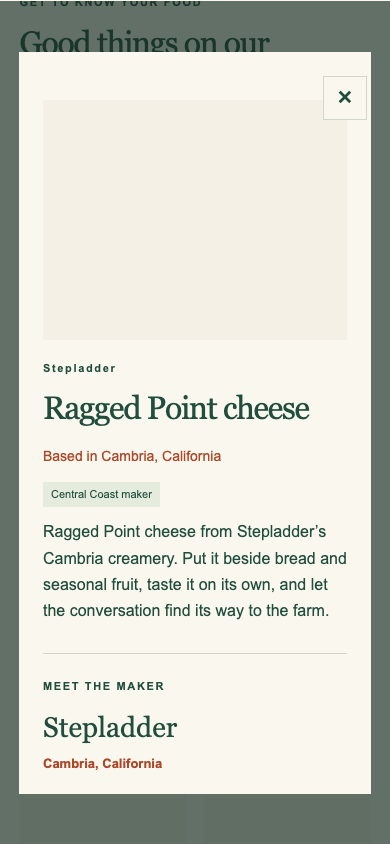 GET TO KNOW YOUR FOOD
Good things on our
×
Stepladder
Ragged Point cheese
Based in Cambria, California
Central Coast maker
Ragged Point cheese from Stepladder’s
Cambria creamery. Put it beside bread and
seasonal fruit, taste it on its own, and let
the conversation find its way to the farm.
MEET THE MAKER
Stepladder
Cambria, California